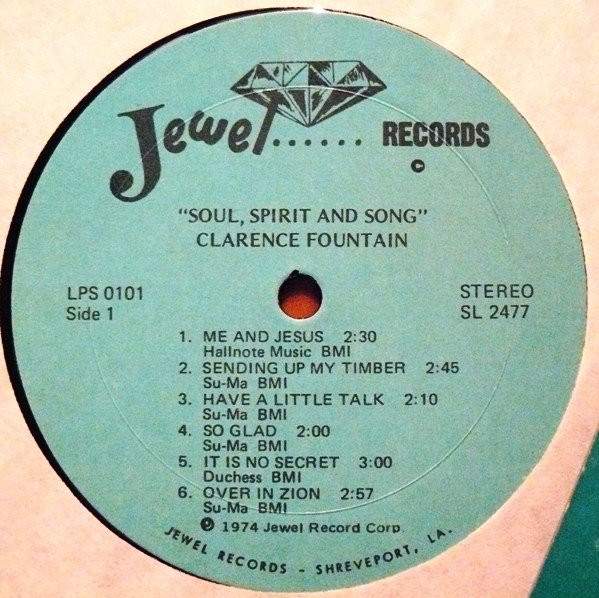 Jewel...... RECORDS
©
"SOUL, SPIRIT AND SONG"
CLARENCE FOUNTAIN
LPS 0101
Side 1
STEREO
SL 2477
1. ME AND JESUS 2:30
Hallnote Music BMI
2. SENDING UP MY TIMBER 2:45
Su-Ma BMI
3. HAVE A LITTLE TALK 2:10
Su-Ma BMI
4. SO GLAD 2:00
Su-Ma BMI
5. IT IS NO SECRET 3:00
Duchess BMI
6. OVER IN ZION 2:57
Su-Ma BMI
℗ 1974 Jewel Record Corp.
JEWEL RECORDS - SHREVEPORT, LA.